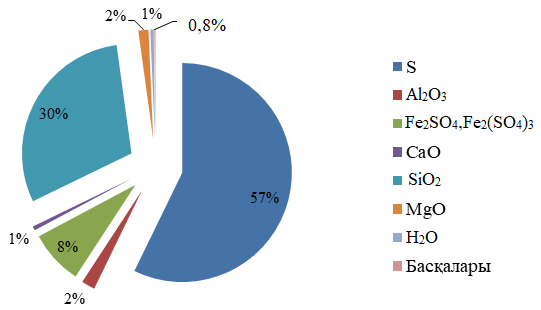 2%
1%
0,8%
30%
57%
1%
8%
2%
S
Al₂O₃
Fe₂SO₄,Fe₂(SO₄)₃
CaO
SiO₂
MgO
H₂O
Басқалары